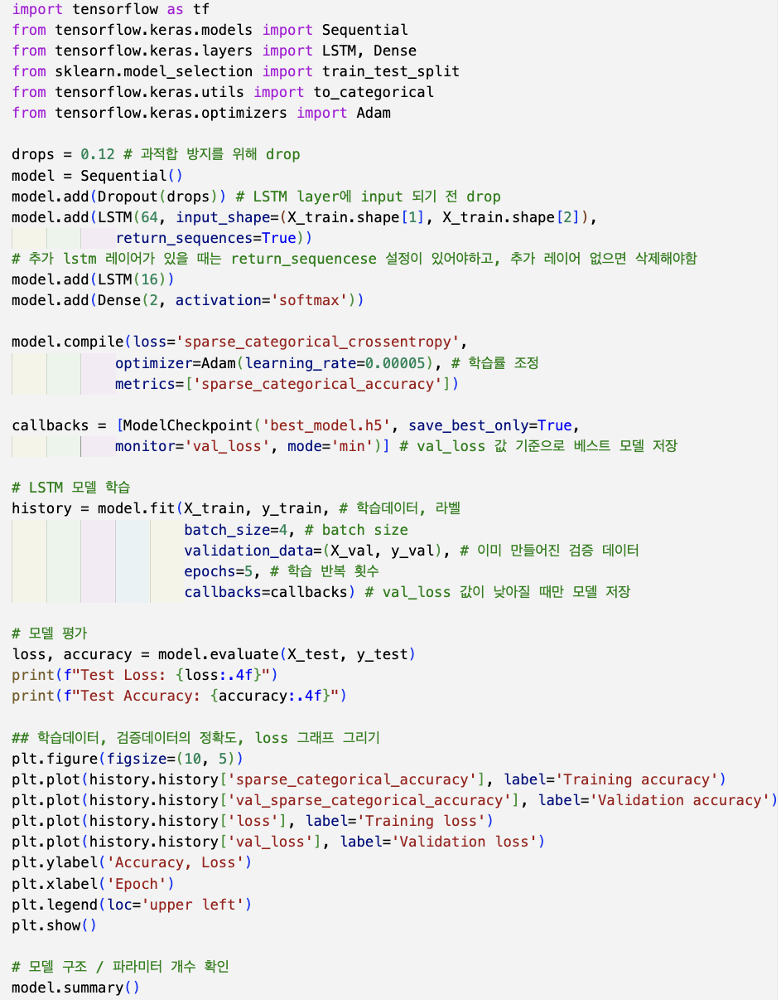 import tensorflow as tf
from tensorflow.keras.models import Sequential
from tensorflow.keras.layers import LSTM, Dense
from sklearn.model_selection import train_test_split
from tensorflow.keras.utils import to_categorical
from tensorflow.keras.optimizers import Adam
drops = 0.12 # 과적합 방지를 위해 drop
model = Sequential()
model.add(Dropout(drops)) # LSTM layer에 input 되기 전 drop
model.add(LSTM(64, input_shape=(X_train.shape[1], X_train.shape[2]),
return_sequences=True))
# 추가 lstm 레이어가 있을 때는 return_sequencese 설정이 있어야하고, 추가 레이어 없으면 삭제해야함
model.add(LSTM(16))
model.add(Dense(2, activation='softmax'))
model.compile(loss='sparse_categorical_crossentropy',
optimizer=Adam(learning_rate=0.00005), # 학습률 조정
metrics=['sparse_categorical_accuracy'])
callbacks = [ModelCheckpoint('best_model.h5', save_best_only=True,
monitor='val_loss', mode='min')] # val_loss 값 기준으로 베스트 모델 저장
# LSTM 모델 학습
history = model.fit(X_train, y_train, # 학습데이터, 라벨
batch_size=4, # batch size
validation_data=(X_val, y_val), # 이미 만들어진 검증 데이터
epochs=5, # 학습 반복 횟수
callbacks=callbacks) # val_loss 값이 낮아질 때만 모델 저장
# 모델 평가
loss, accuracy = model.evaluate(X_test, y_test)
print(f"Test Loss: {loss:.4f}")
print(f"Test Accuracy: {accuracy:.4f}")
## 학습데이터, 검증데이터의 정확도, loss 그래프 그리기
plt.figure(figsize=(10, 5))
plt.plot(history.history['sparse_categorical_accuracy'], label='Training accuracy')
plt.plot(history.history['val_sparse_categorical_accuracy'], label='Validation accuracy')
plt.plot(history.history['loss'], label='Training loss')
plt.plot(history.history['val_loss'], label='Validation loss')
plt.ylabel('Accuracy, Loss')
plt.xlabel('Epoch')
plt.legend(loc='upper left')
plt.show()
# 모델 구조 / 파라미터 개수 확인
model.summary()